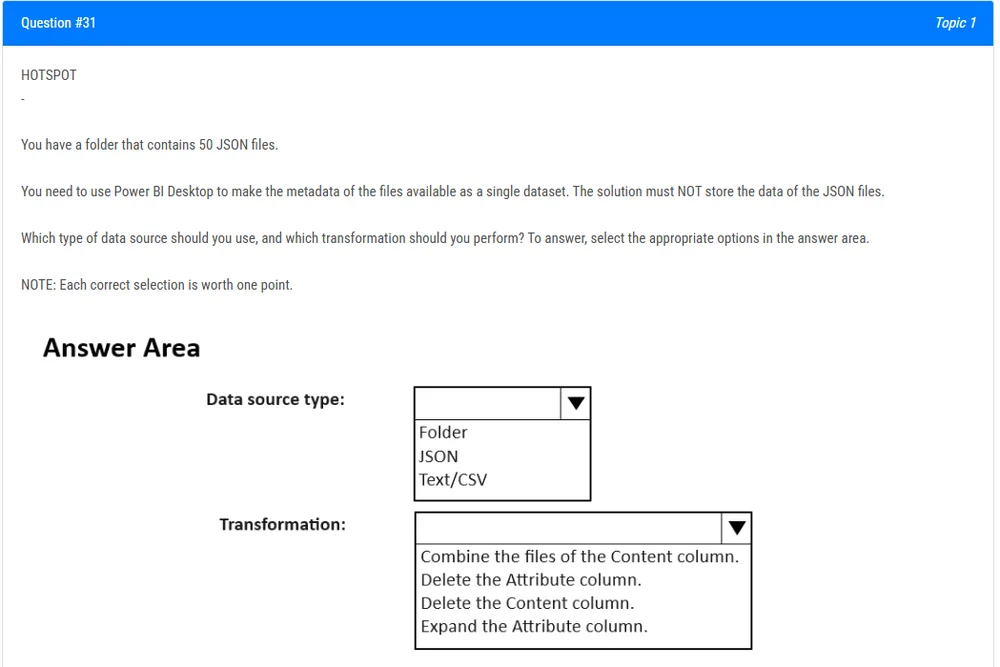 Question #31
Topic 1
HOTSPOT
-
You have a folder that contains 50 JSON files.
You need to use Power BI Desktop to make the metadata of the files available as a single dataset. The solution must NOT store the data of the JSON files.
Which type of data source should you use, and which transformation should you perform? To answer, select the appropriate options in the answer area.
NOTE: Each correct selection is worth one point.
Answer Area
Data source type:
Folder
JSON
Text/CSV
Transformation:
Combine the files of the Content column.
Delete the Attribute column.
Delete the Content column.
Expand the Attribute column.